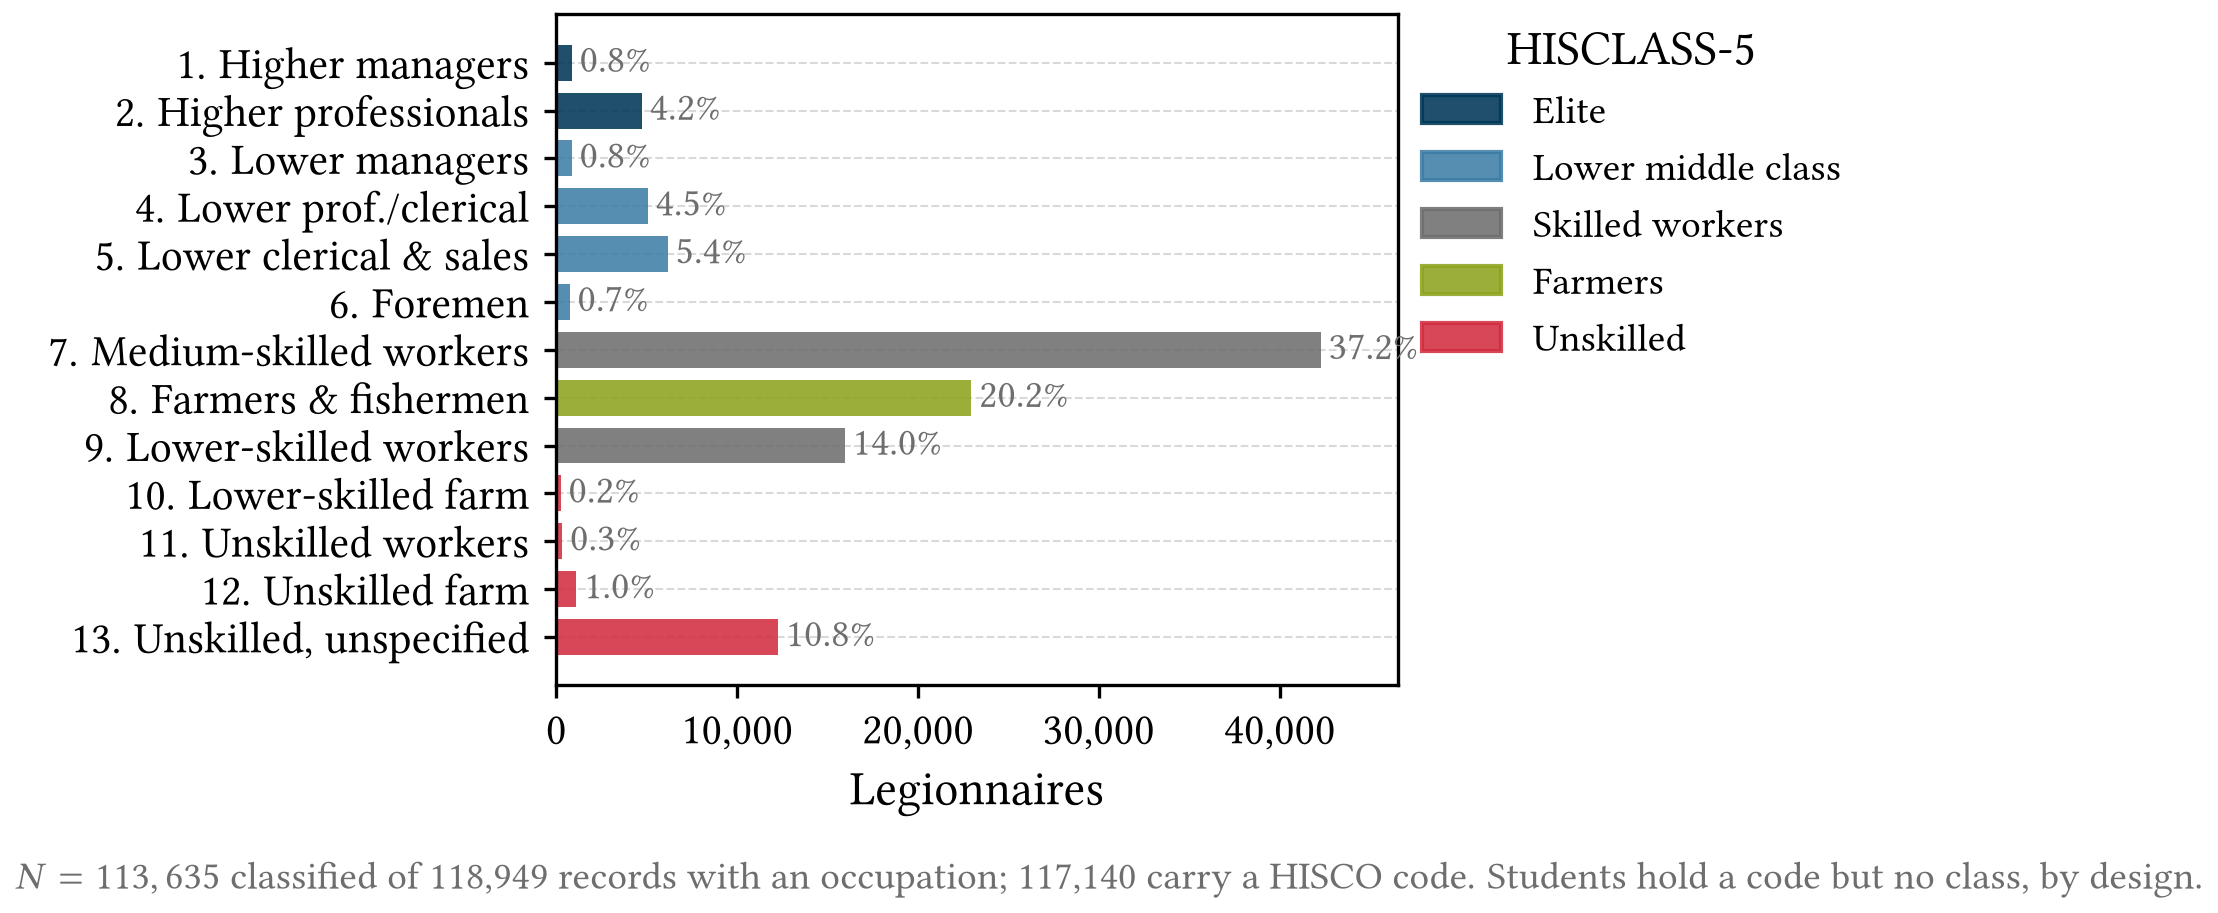 1. Higher managers 0.8%
2. Higher professionals 4.2%
3. Lower managers 0.8%
4. Lower prof./clerical 4.5%
5. Lower clerical & sales 5.4%
6. Foremen 0.7%
7. Medium-skilled workers 37.2%
8. Farmers & fishermen 20.2%
9. Lower-skilled workers 14.0%
10. Lower-skilled farm 0.2%
11. Unskilled workers 0.3%
12. Unskilled farm 1.0%
13. Unskilled, unspecified 10.8%
0 10,000 20,000 30,000 40,000
Legionnaires
HISCLASS-5
Elite
Lower middle class
Skilled workers
Farmers
Unskilled
N = 113,635 classified of 118,949 records with an occupation; 117,140 carry a HISCO code. Students hold a code but no class, by design.